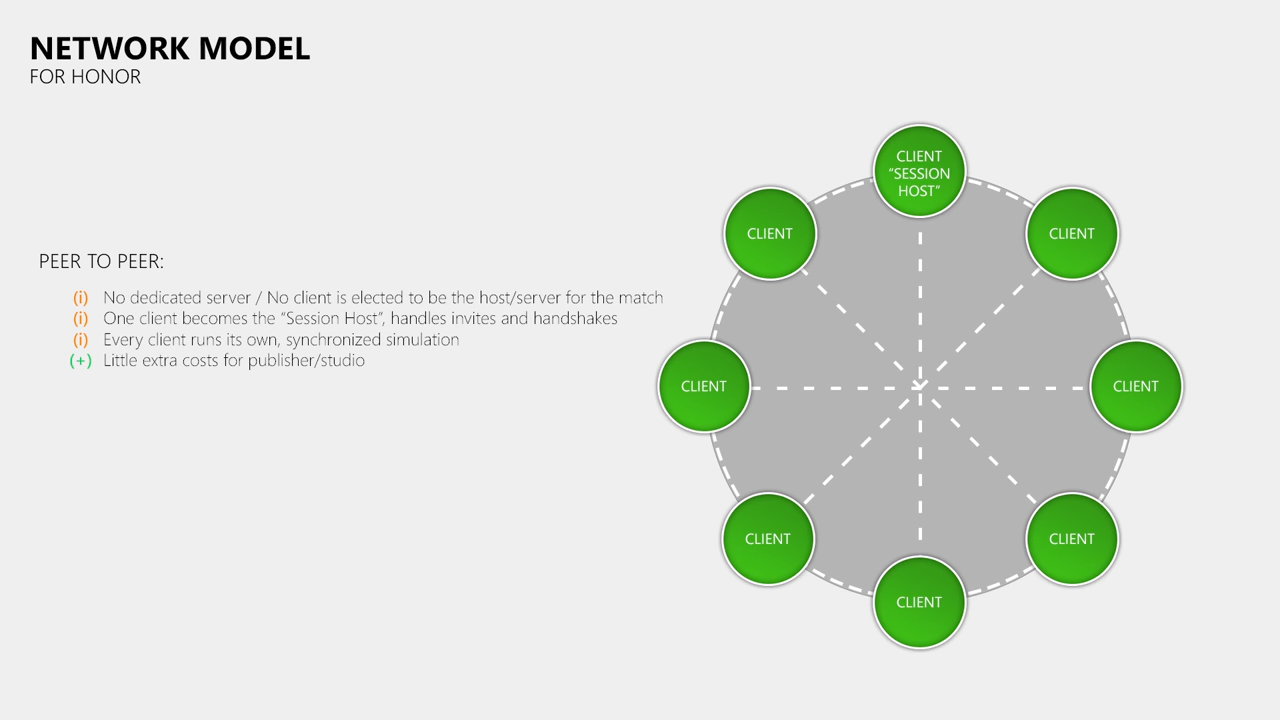 NETWORK MODEL
FOR HONOR
PEER TO PEER:
(i) No dedicated server / No client is elected to be the host/server for the match
(i) One client becomes the “Session Host”, handles invites and handshakes
(i) Every client runs its own, synchronized simulation
(+) Little extra costs for publisher/studio
CLIENT
“SESSION
HOST”
CLIENT
CLIENT
CLIENT
CLIENT
CLIENT
CLIENT
CLIENT